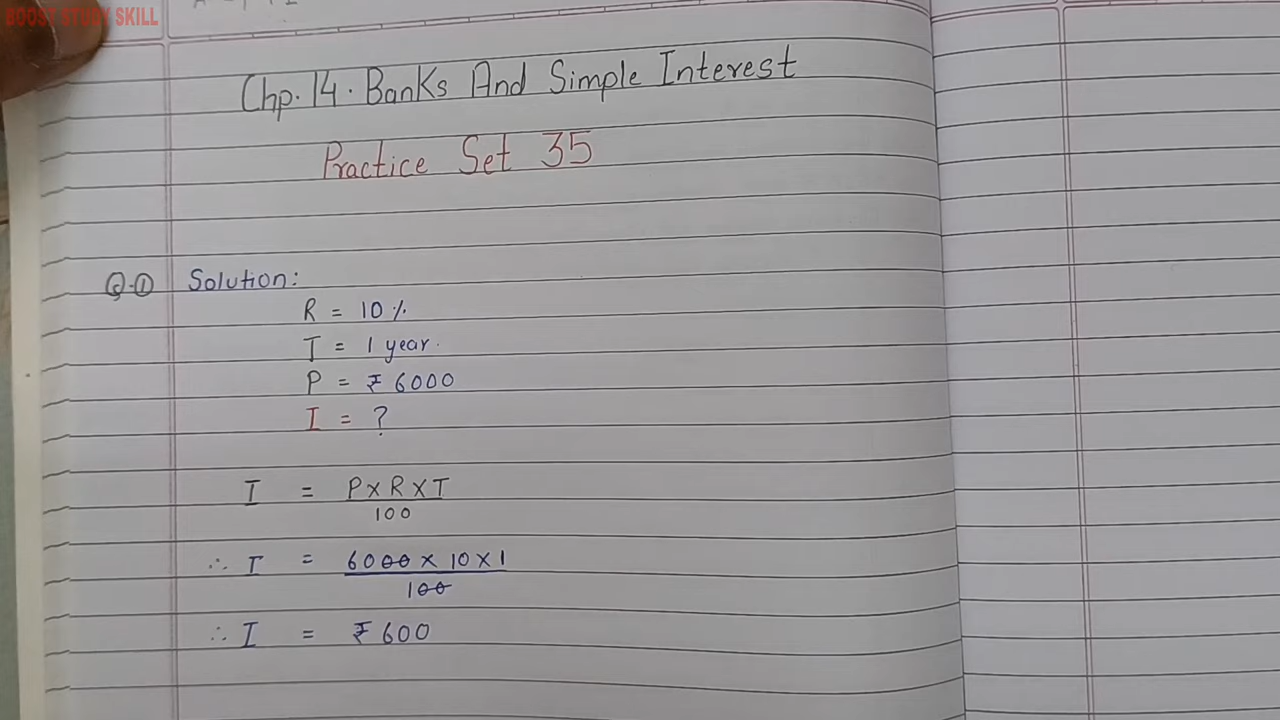 BOOST STUDY SKILL
Chp. 14. Banks And Simple Interest
Practice Set 35
Q.① Solution:
R = 10 %
T = 1 year.
P = ₹ 6000
I = ?
I = P × R × T
100
∴ I = 6000 × 10 × 1
100
∴ I = ₹ 600